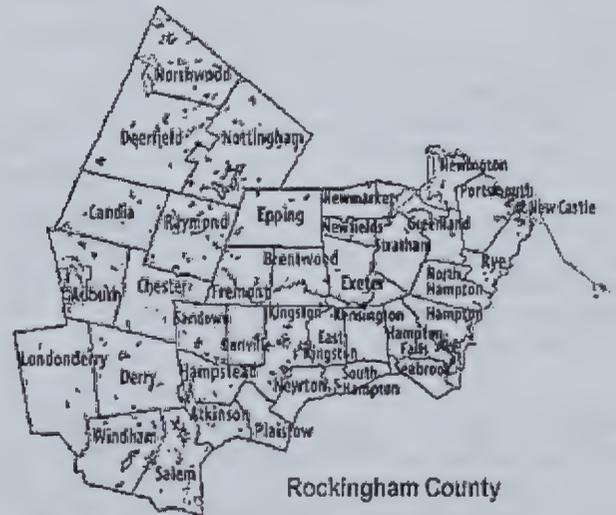 Northwood
Deerfield
Nottingham
Newington
Portsmouth
New Castle
Candia
Raymond
Epping
Newmarket
Newfields
Greenland
Stratham
Rye
Brentwood
North
Hampton
Auburn
Chester
Fremont
Exeter
Sandown
Danville
Kingston
East
Kingston
Kensington
Hampton
Hampton
Falls
Seabrook
Londonderry
Derry
Hampstead
Newton
South
Hampton
Atkinson
Plaistow
Windham
Salem
Rockingham County